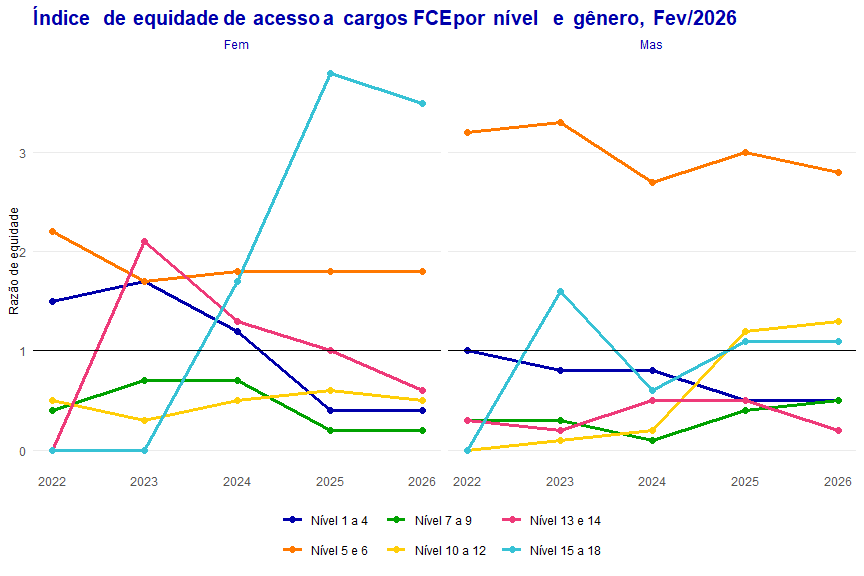 Índice de equidade de acesso a cargos FCE por nível e gênero, Fev/2026
Fem
Mas
Razão de equidade
3
2
1
0
2022 2023 2024 2025 2026
2022 2023 2024 2025 2026
Nível 1 a 4
Nível 7 a 9
Nível 13 e 14
Nível 5 e 6
Nível 10 a 12
Nível 15 a 18